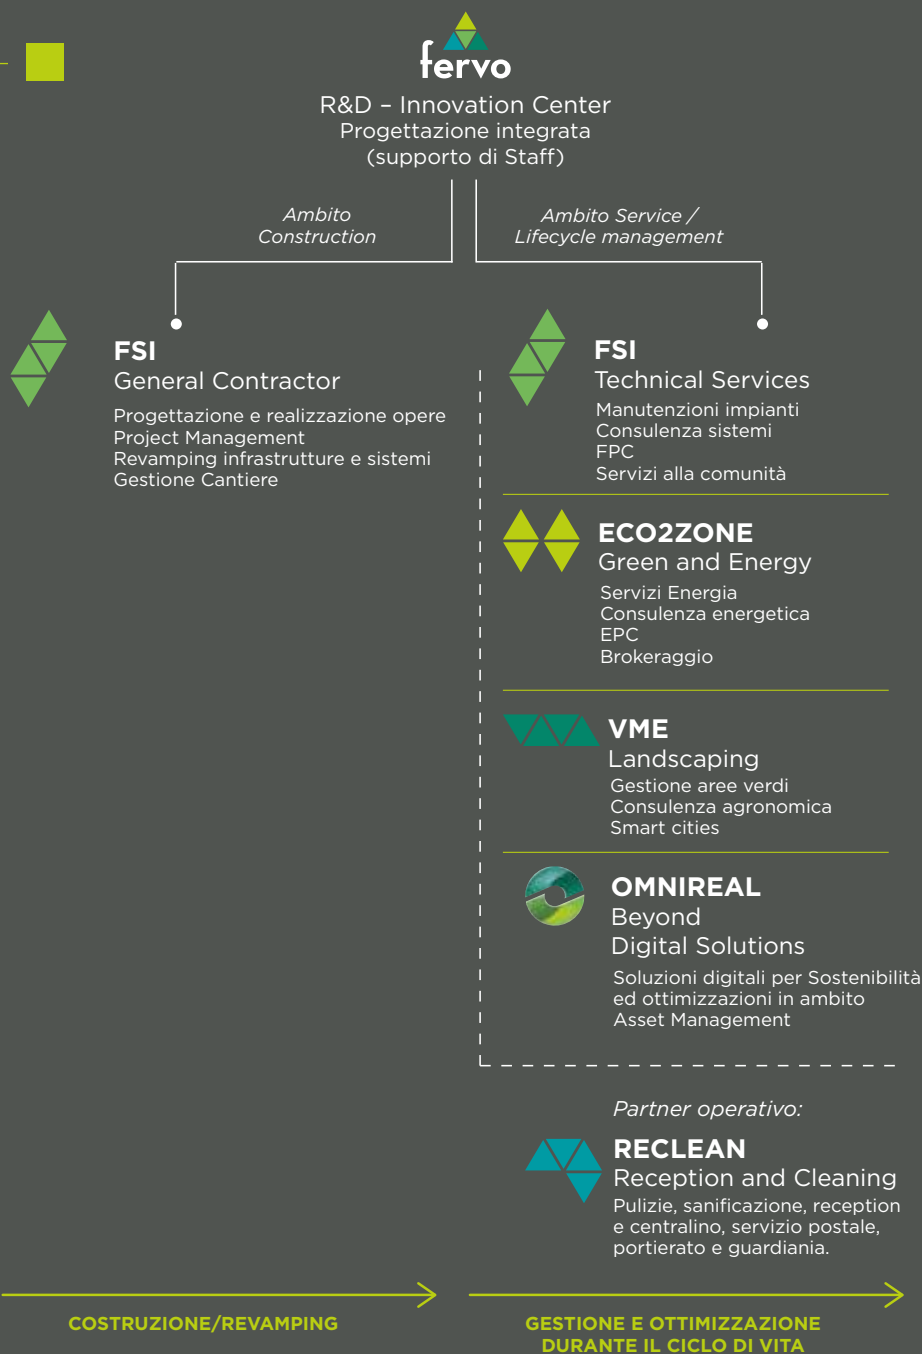 fervo
R&D – Innovation Center
Progettazione integrata
(supporto di Staff)
Ambito
Construction
Ambito Service /
Lifecycle management
FSI
General Contractor
Progettazione e realizzazione opere
Project Management
Revamping infrastrutture e sistemi
Gestione Cantiere
FSI
Technical Services
Manutenzioni impianti
Consulenza sistemi
FPC
Servizi alla comunità
ECO2ZONE
Green and Energy
Servizi Energia
Consulenza energetica
EPC
Brokeraggio
VME
Landscaping
Gestione aree verdi
Consulenza agronomica
Smart cities
OMNIREAL
Beyond
Digital Solutions
Soluzioni digitali per Sostenibilità
ed ottimizzazioni in ambito
Asset Management
Partner operativo:
RECLEAN
Reception and Cleaning
Pulizie, sanificazione, reception
e centralino, servizio postale,
portierato e guardiania.
COSTRUZIONE/REVAMPING
GESTIONE E OTTIMIZZAZIONE
DURANTE IL CICLO DI VITA